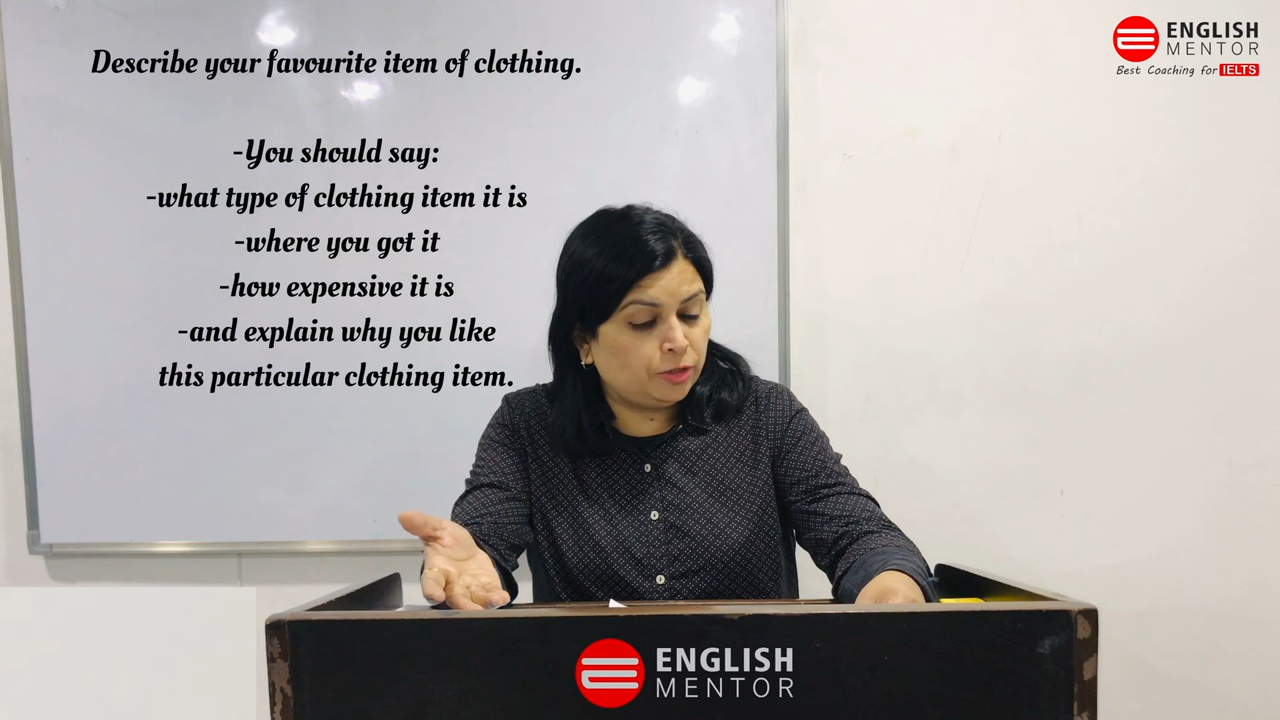 Describe your favourite item of clothing.
-You should say:
-what type of clothing item it is
-where you got it
-how expensive it is
-and explain why you like
this particular clothing item.
ENGLISH
MENTOR
Best Coaching for IELTS
ENGLISH
MENTOR